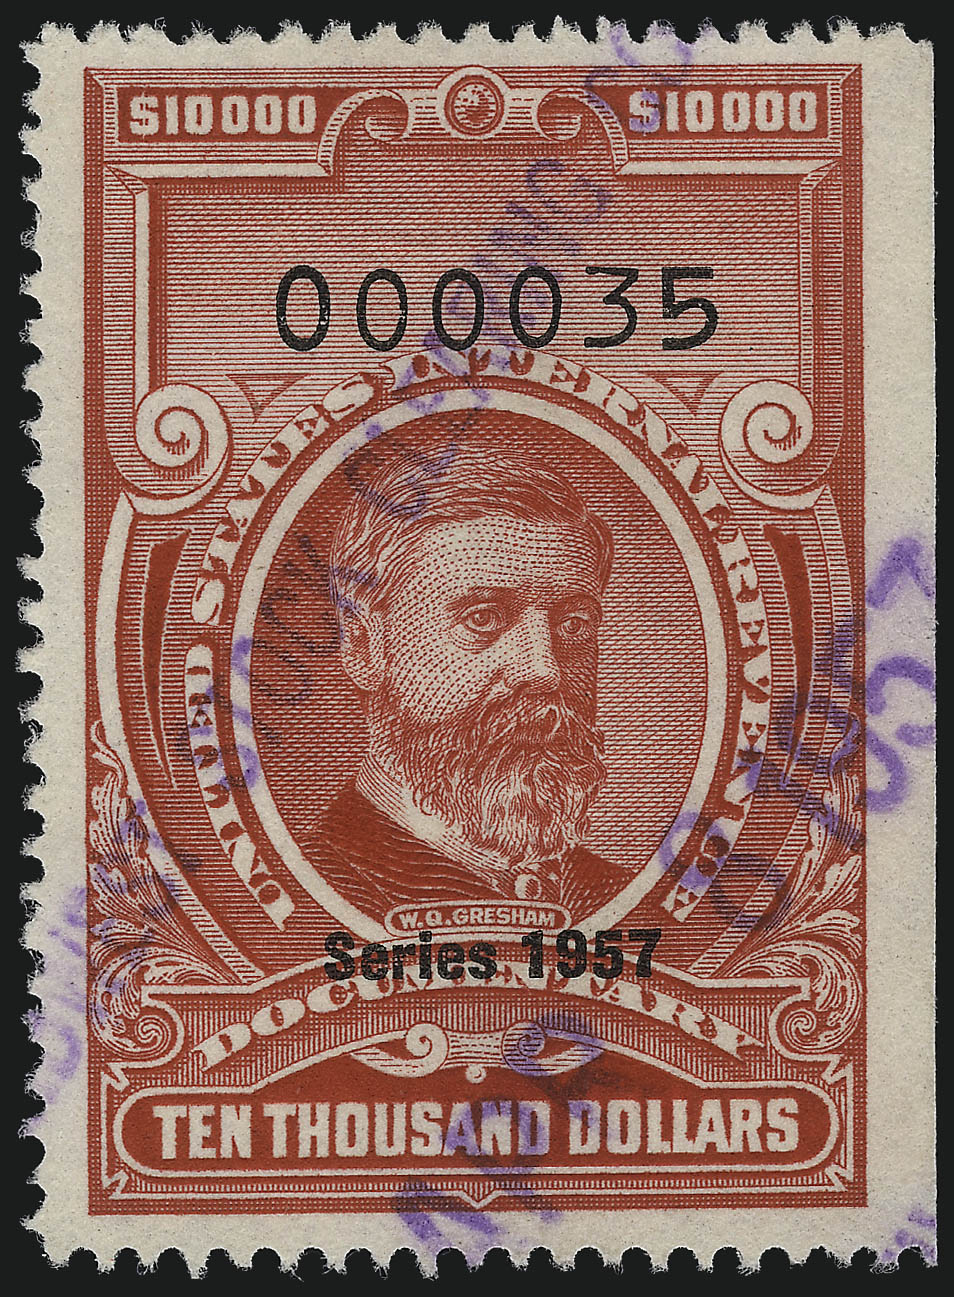 $10000 $10000
000035
UNITED STATES INTERNAL REVENUE
W.Q.GRESHAM
Series 1957
DOCUMENTARY
TEN THOUSAND DOLLARS